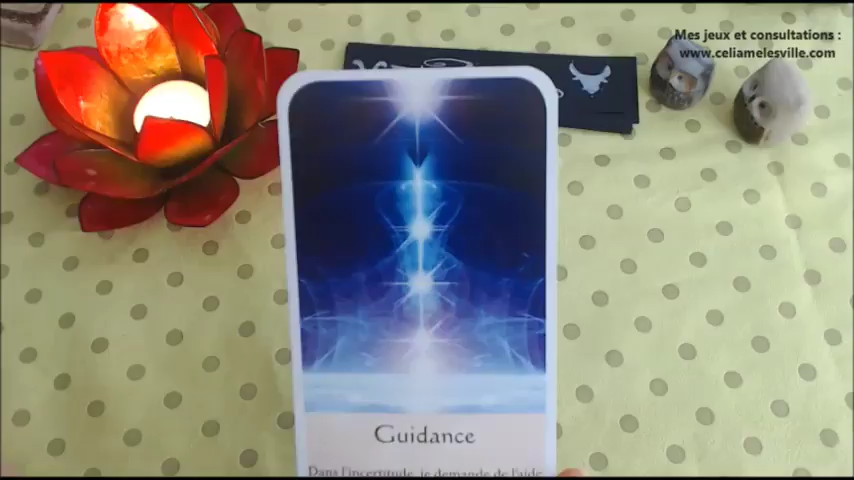 Mes jeux et consultations :
www.celiamelesville.com
Guidance
Dans l'incertitude, je demande de l'aide